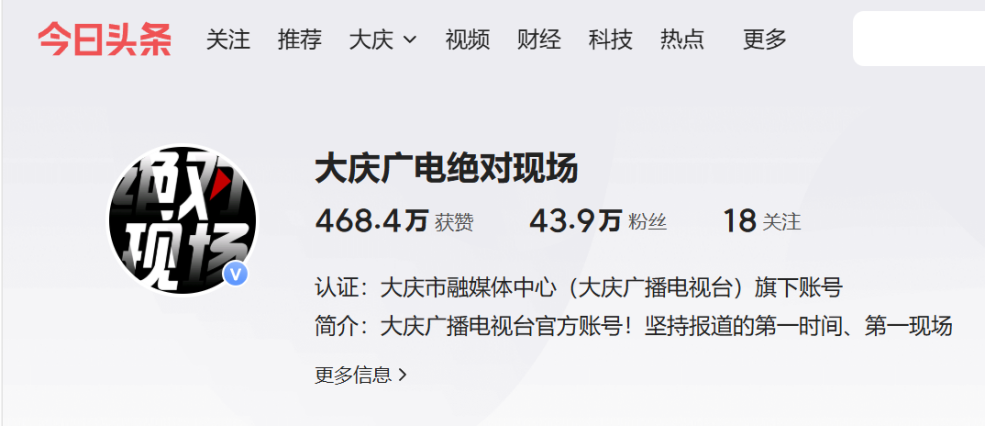 今日头条 关注 推荐 大庆 视频 财经 科技 热点 更多
绝对
现场
大庆广电绝对现场
468.4万 获赞 43.9万 粉丝 18 关注
V
认证：大庆市融媒体中心（大庆广播电视台）旗下账号
简介：大庆广播电视台官方账号！坚持报道的第一时间、第一现场
更多信息